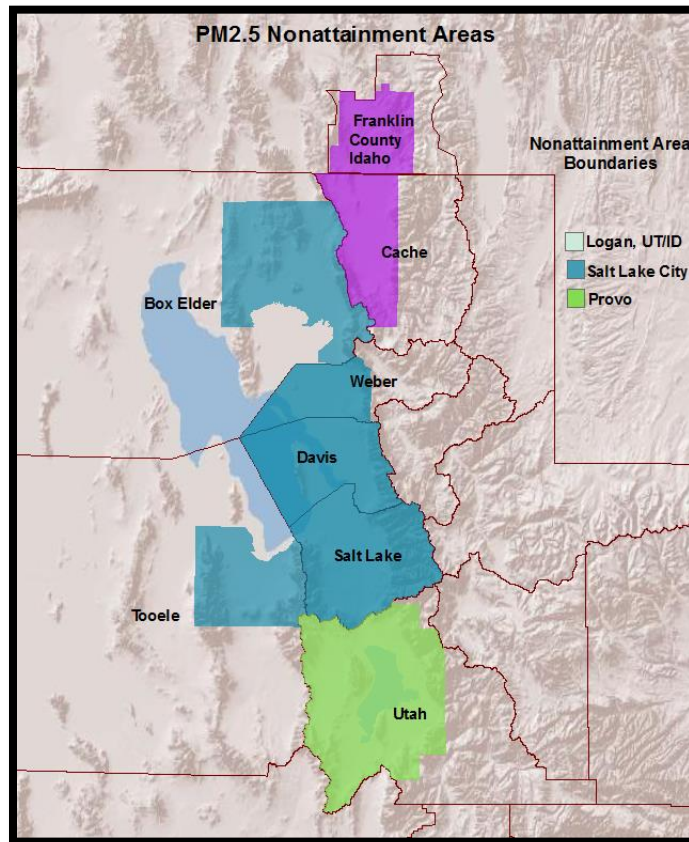 PM2.5 Nonattainment Areas
Franklin
County
Idaho
Nonattainment Area
Boundaries
Cache
Logan, UT/ID
Salt Lake City
Provo
Box Elder
Weber
Davis
Salt Lake
Tooele
Utah